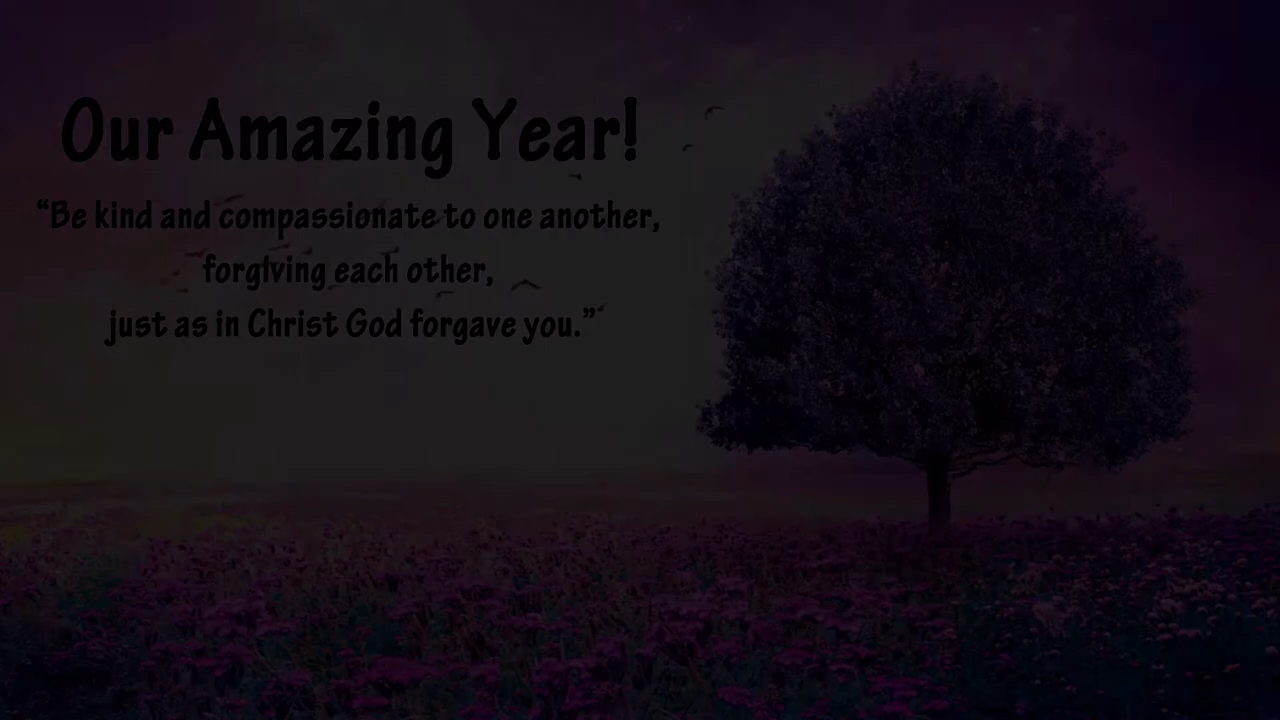 Our Amazing Year!
“Be kind and compassionate to one another,
forgiving each other,
just as in Christ God forgave you.”